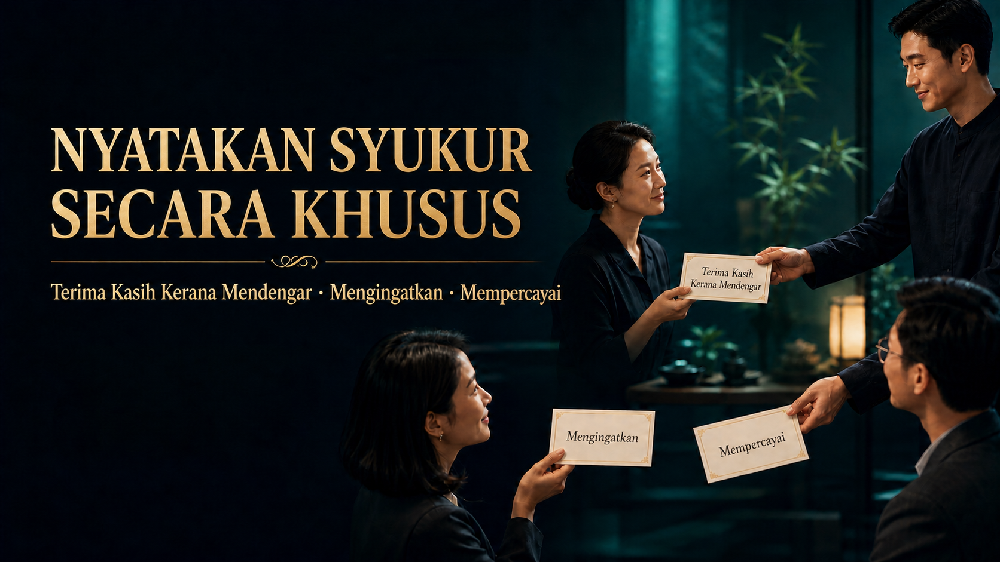 NYATAKAN SYUKUR
SECARA KHUSUS
Terima Kasih Kerana Mendengar · Mengingatkan · Mempercayai
Terima Kasih
Kerana Mendengar
Mengingatkan
Mempercayai